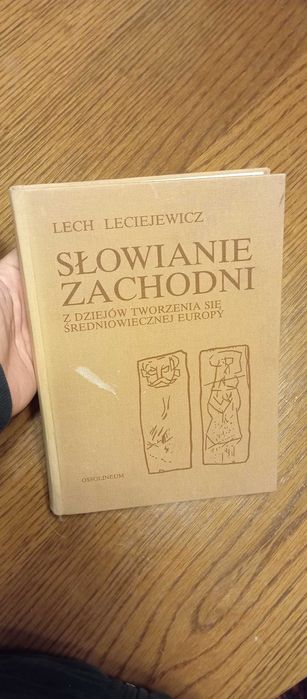 LECH LECIEJEWICZ
SŁOWIANIE
ZACHODNI
Z DZIEJÓW TWORZENIA SIĘ
ŚREDNIOWIECZNEJ EUROPY
OSSOLINEUM